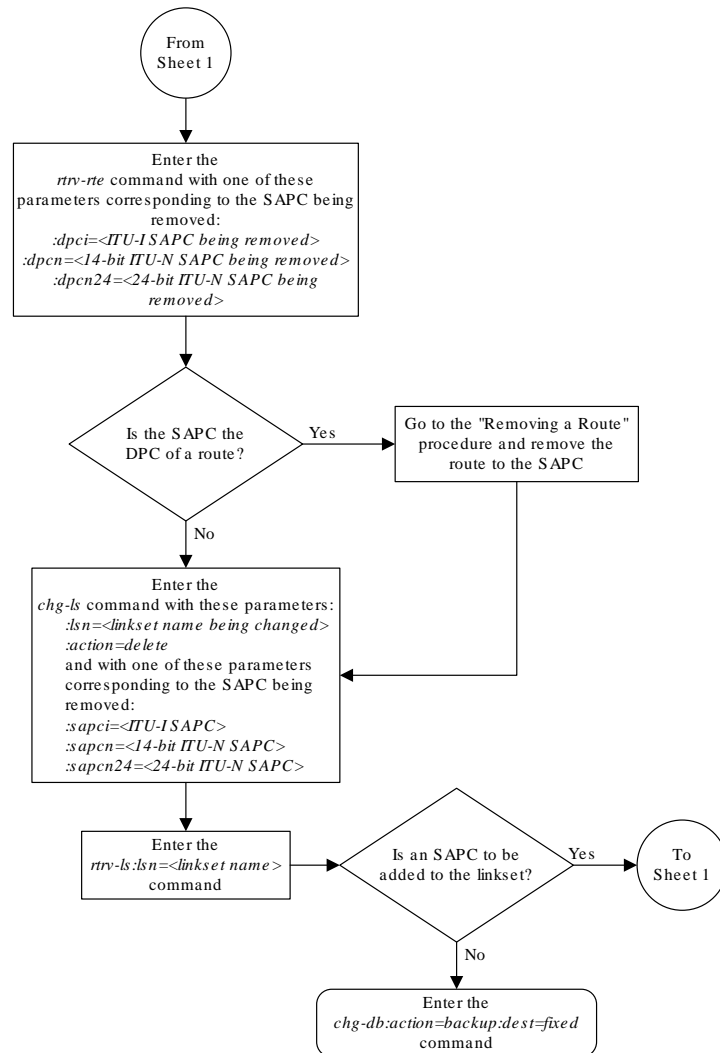 From
Sheet 1
Enter the
rtrv-rte command with one of these
parameters corresponding to the SAPC being
removed:
:dpci=<ITU-I SAPC being removed>
:dpcn=<14-bit ITU-N SAPC being removed>
:dpcn24=<24-bit ITU-N SAPC being
removed>
Is the SAPC the
DPC of a route?
Yes
Go to the "Removing a Route"
procedure and remove the
route to the SAPC
No
Enter the
chg-ls command with these parameters:
:lsn=<linkset name being changed>
:action=delete
and with one of these parameters
corresponding to the SAPC being
removed:
:sapci=<ITU-I SAPC>
:sapcn=<14-bit ITU-N SAPC>
:sapcn24=<24-bit ITU-N SAPC>
Enter the
rtrv-ls:lsn=<linkset name>
command
Is an SAPC to be
added to the linkset?
Yes
To
Sheet 1
No
Enter the
chg-db:action=backup:dest=fixed
command